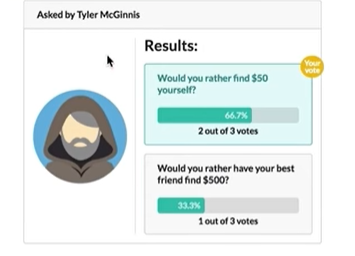 Asked by Tyler McGinnis
Results:
Your
vote
Would you rather find $50
yourself?
66.7%
2 out of 3 votes
Would you rather have your best
friend find $500?
33.3%
1 out of 3 votes